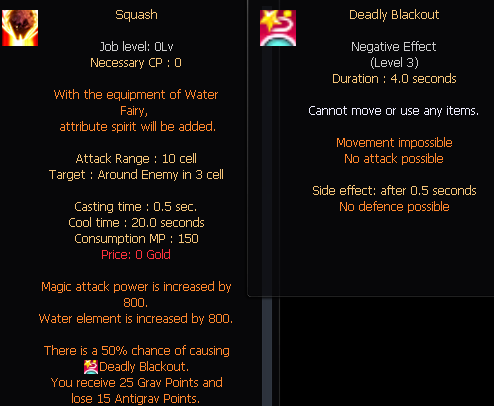 Squash
Job level: 0Lv
Necessary CP : 0
With the equipment of Water
Fairy,
attribute spirit will be added.
Attack Range : 10 cell
Target : Around Enemy in 3 cell
Casting time : 0.5 sec.
Cool time : 20.0 seconds
Consumption MP : 150
Price: 0 Gold
Magic attack power is increased by
800.
Water element is increased by 800.
There is a 50% chance of causing
Deadly Blackout.
You receive 25 Grav Points and
lose 15 Antigrav Points.
Deadly Blackout
Negative Effect
(Level 3)
Duration : 4.0 seconds
Cannot move or use any items.
Movement impossible
No attack possible
Side effect: after 0.5 seconds
No defence possible